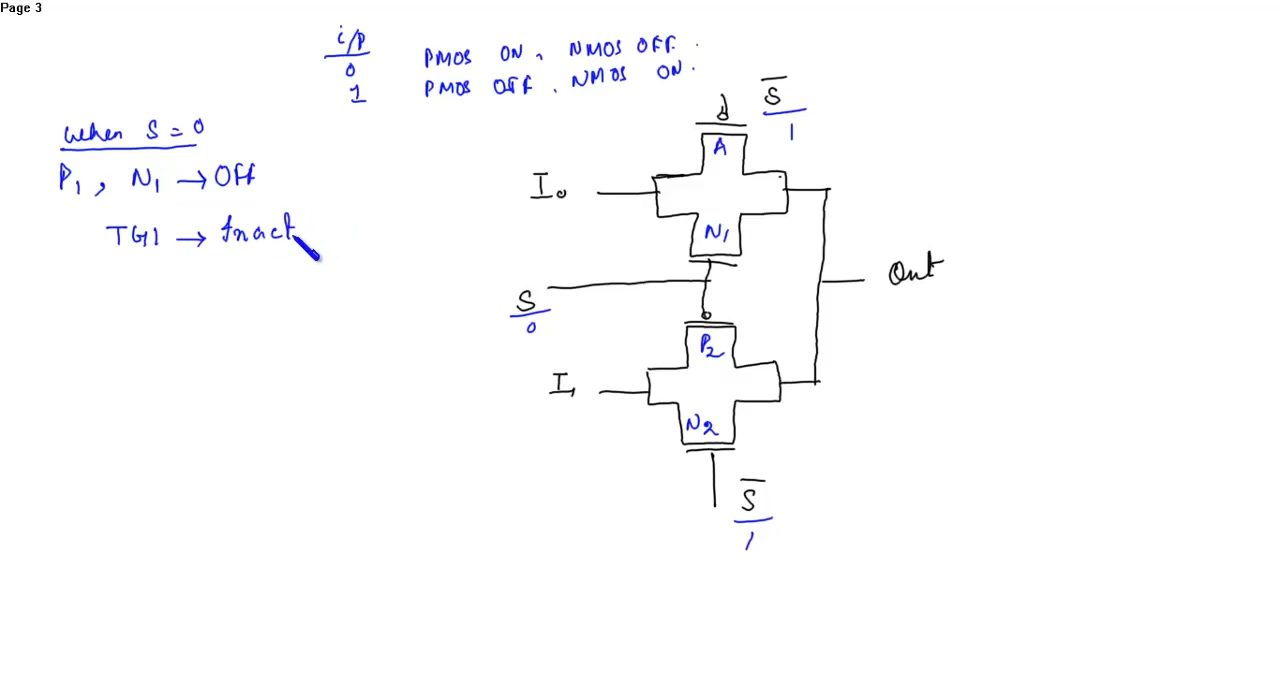 Page 3
i/p
0 PMOS ON, NMOS OFF.
1 PMOS OFF. NMOS ON.
S̅
1
when S = 0
P1, N1 → OFF
TG1 → Inact
I0
P1
N1
Out
S
0
P2
I1
N2
S̅
1